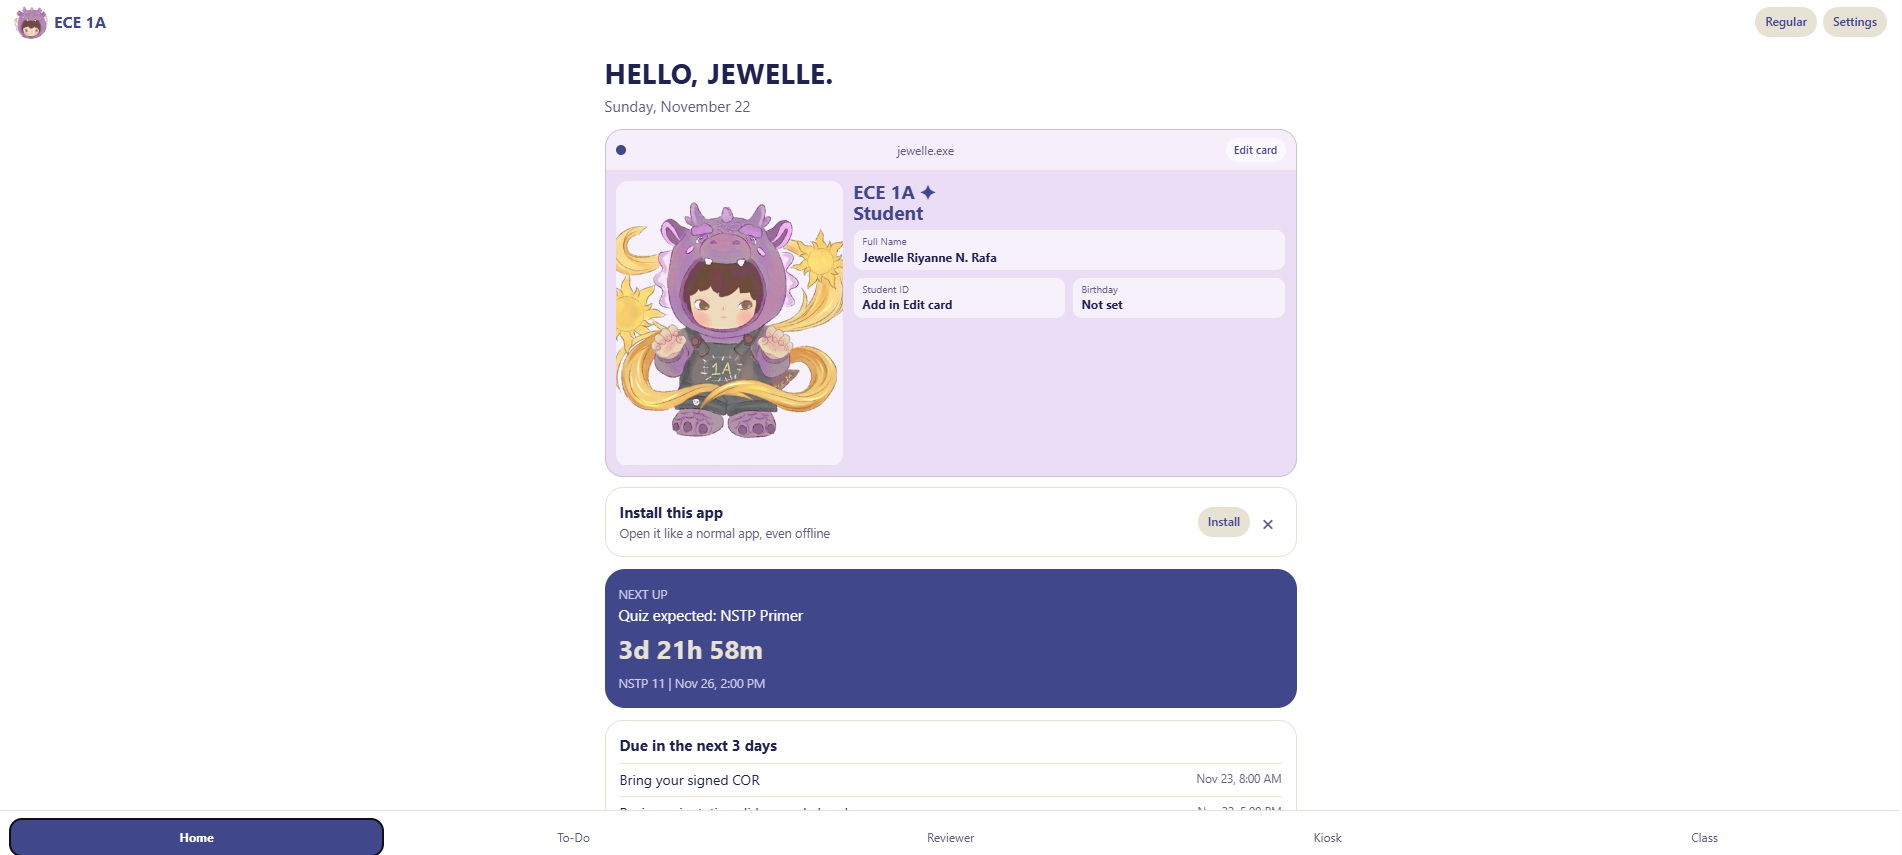 ECE 1A
Regular
Settings
HELLO, JEWELLE.
Sunday, November 22
jewelle.exe
Edit card
ECE 1A ✦
Student
Full Name
Jewelle Riyanne N. Rafa
Student ID
Add in Edit card
Birthday
Not set
1A
Install this app
Open it like a normal app, even offline
Install
✕
NEXT UP
Quiz expected: NSTP Primer
3d 21h 58m
NSTP 11 | Nov 26, 2:00 PM
Due in the next 3 days
Bring your signed COR
Nov 23, 8:00 AM
Home
To-Do
Reviewer
Kiosk
Class